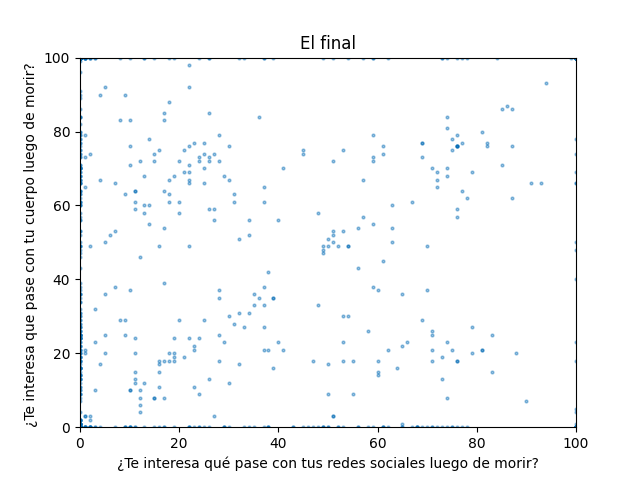 El final
¿Te interesa que pase con tu cuerpo luego de morir?
100
80
60
40
20
0
0 20 40 60 80 100
¿Te interesa qué pase con tus redes sociales luego de morir?